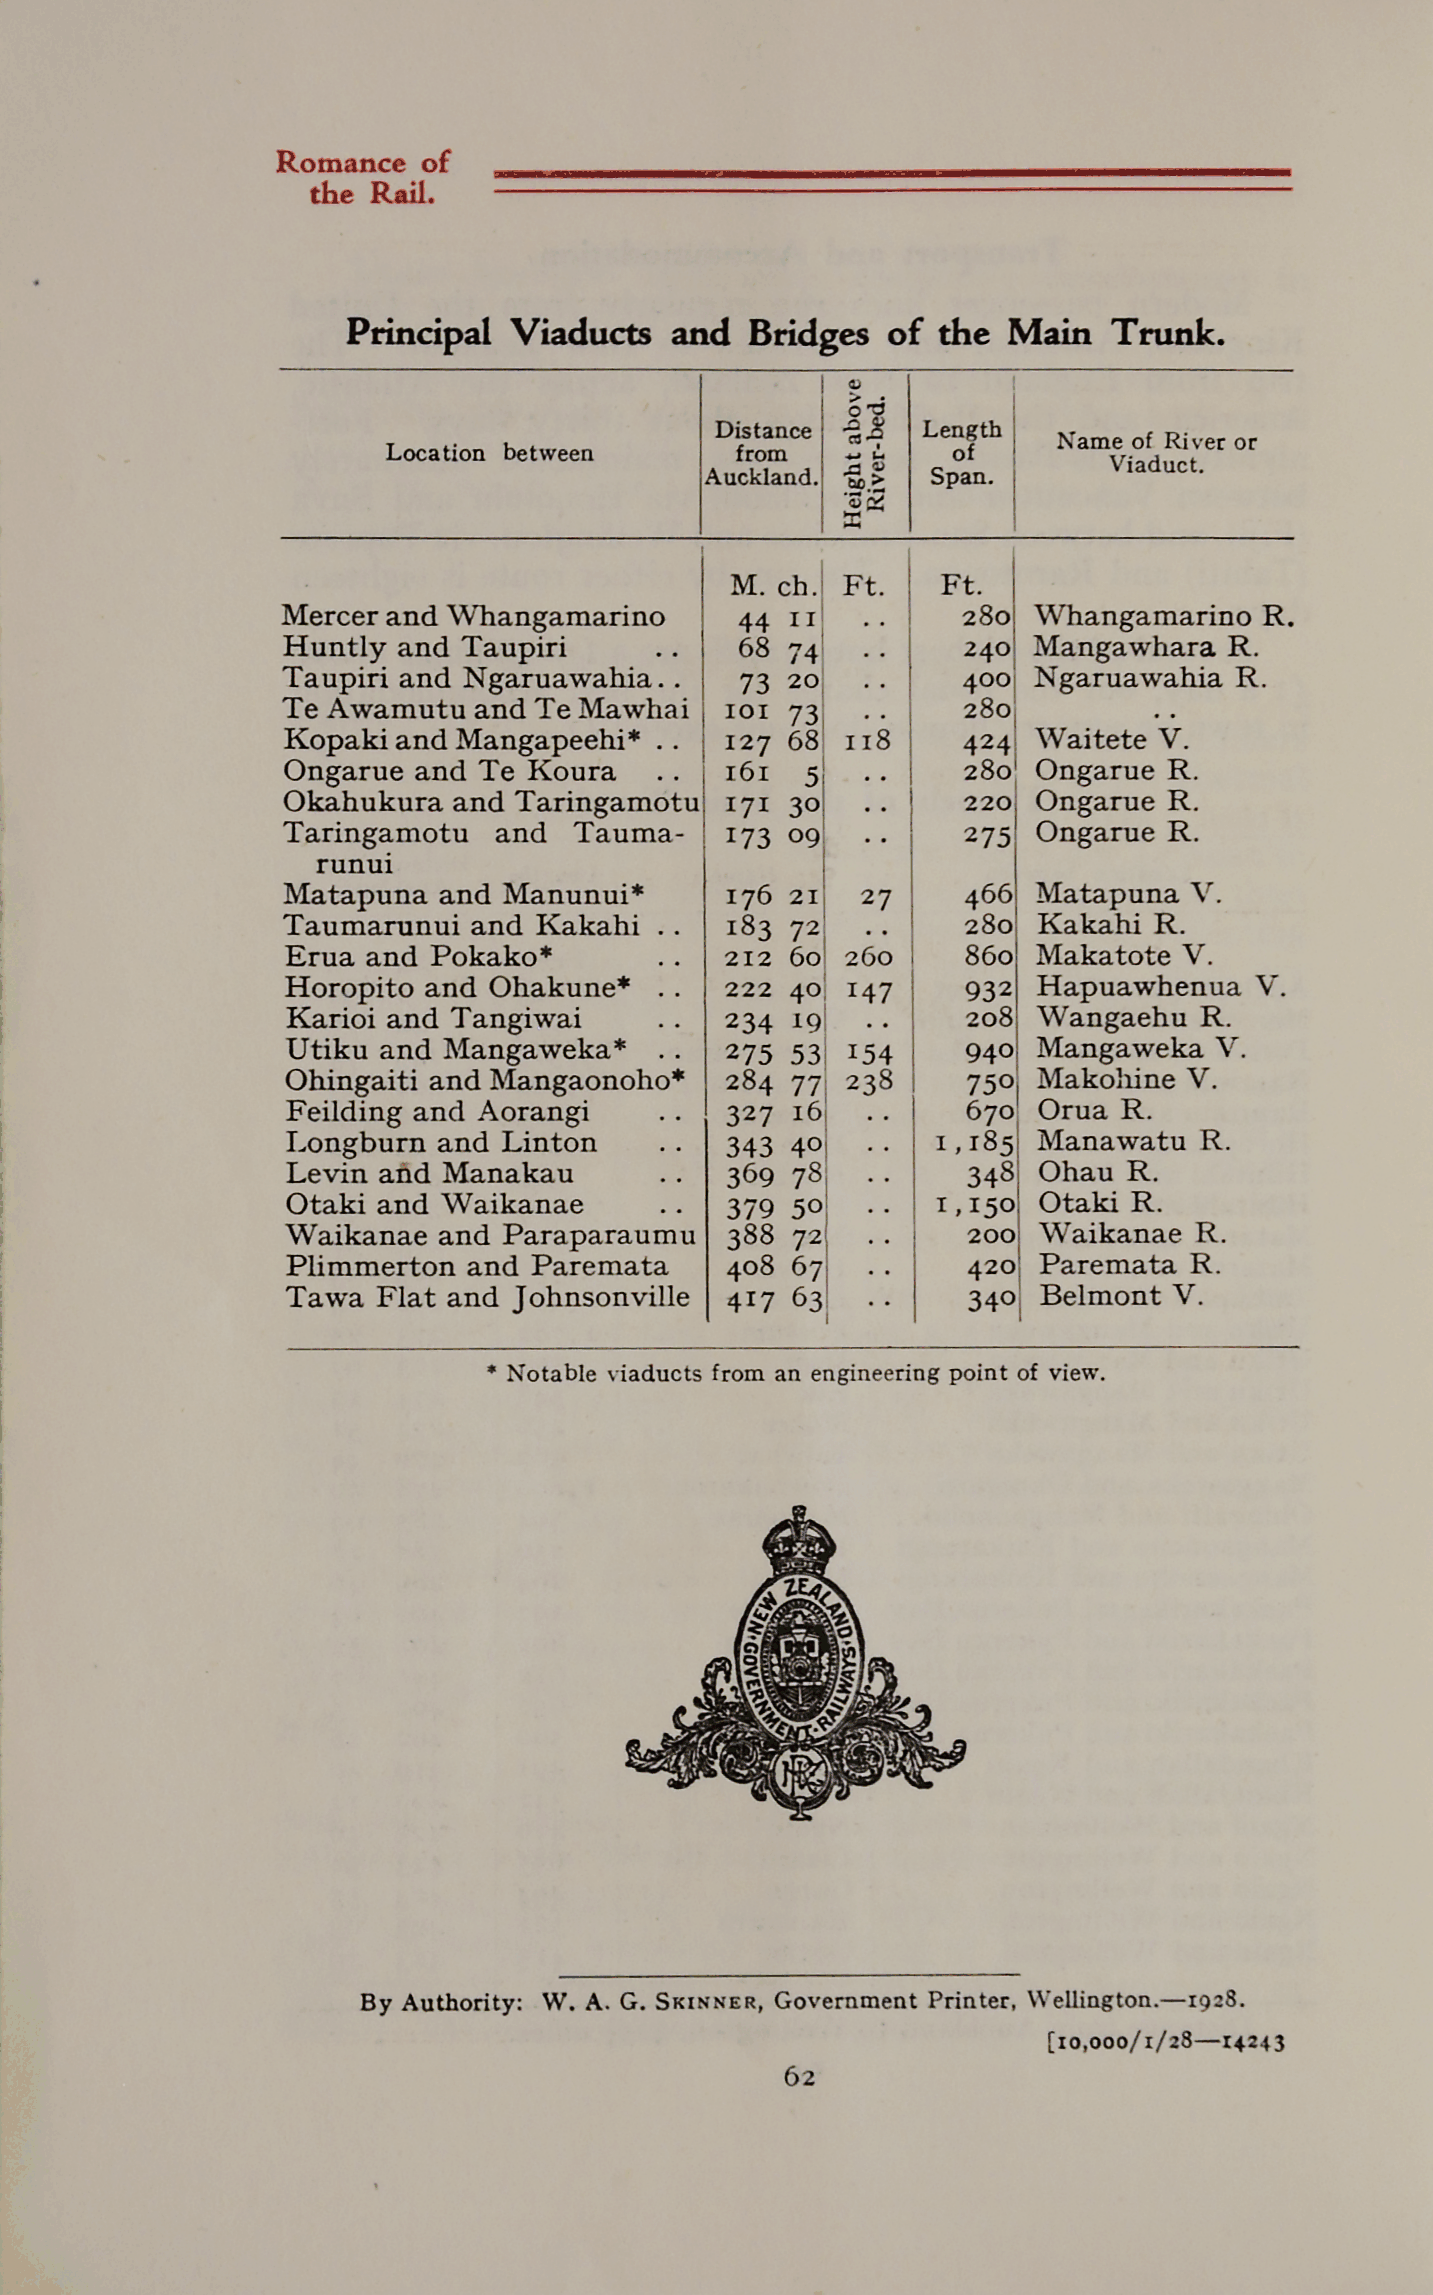 Romance of
the Rail.
Principal Viaducts and Bridges of the Main Trunk.
Location between | Distance from Auckland. | Height above River-bed. | Length of Span. | Name of River or Viaduct.
M. ch. | Ft. | Ft.
Mercer and Whangamarino 44 11 .. 280 Whangamarino R.
Huntly and Taupiri .. 68 74 .. 240 Mangawhara R.
Taupiri and Ngaruawahia.. 73 20 .. 400 Ngaruawahia R.
Te Awamutu and Te Mawhai 101 73 .. 280 ..
Kopaki and Mangapeehi* .. 127 68 118 424 Waitete V.
Ongarue and Te Koura .. 161 5 .. 280 Ongarue R.
Okahukura and Taringamotu 171 30 .. 220 Ongarue R.
Taringamotu and Tauma- 173 09 .. 275 Ongarue R.
runui
Matapuna and Manunui* 176 21 27 466 Matapuna V.
Taumarunui and Kakahi .. 183 72 .. 280 Kakahi R.
Erua and Pokako* .. 212 60 260 860 Makatote V.
Horopito and Ohakune* .. 222 40 147 932 Hapuawhenua V.
Karioi and Tangiwai .. 234 19 .. 208 Wangaehu R.
Utiku and Mangaweka* .. 275 53 154 940 Mangaweka V.
Ohingaiti and Mangaonoho* 284 77 238 750 Makohine V.
Feilding and Aorangi .. 327 16 .. 670 Orua R.
Longburn and Linton .. 343 40 .. 1,185 Manawatu R.
Levin and Manakau .. 369 78 .. 348 Ohau R.
Otaki and Waikanae .. 379 50 .. 1,150 Otaki R.
Waikanae and Paraparaumu 388 72 .. 200 Waikanae R.
Plimmerton and Paremata 408 67 .. 420 Paremata R.
Tawa Flat and Johnsonville 417 63 .. 340 Belmont V.
* Notable viaducts from an engineering point of view.
NEW ZEALAND·GOVERNMENT·RAILWAYS·
NZR
By Authority: W. A. G. SKINNER, Government Printer, Wellington.—1928.
[10,000/1/28—14243
62